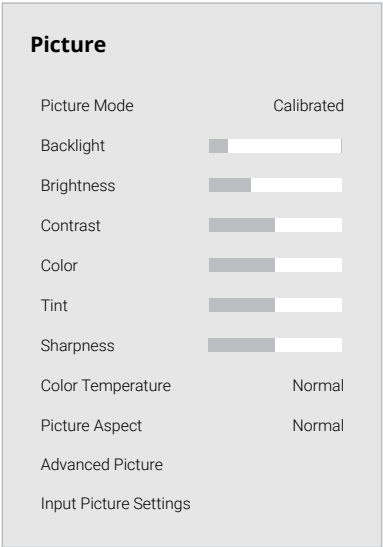 Picture
Picture Mode Calibrated
Backlight
Brightness
Contrast
Color
Tint
Sharpness
Color Temperature Normal
Picture Aspect Normal
Advanced Picture
Input Picture Settings